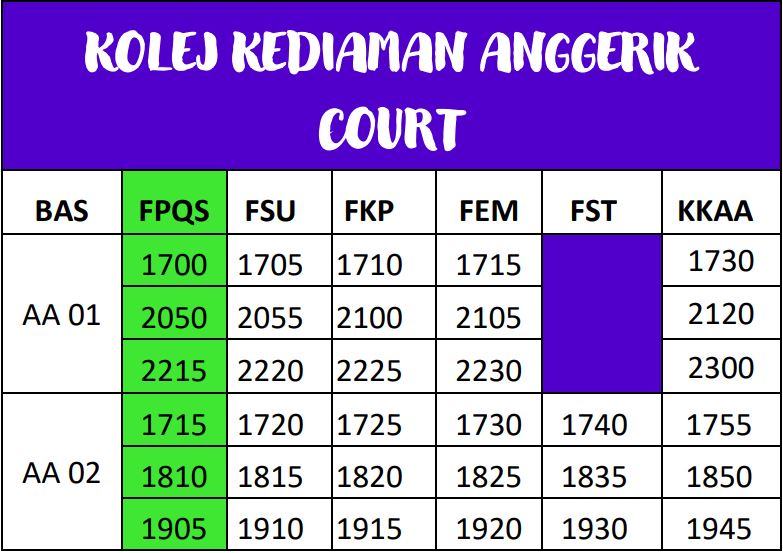 KOLEJ KEDIAMAN ANGGERIK
COURT
BAS FPQS FSU FKP FEM FST KKAA
AA 01
1700 1705 1710 1715 1730
2050 2055 2100 2105 2120
2215 2220 2225 2230 2300
AA 02
1715 1720 1725 1730 1740 1755
1810 1815 1820 1825 1835 1850
1905 1910 1915 1920 1930 1945